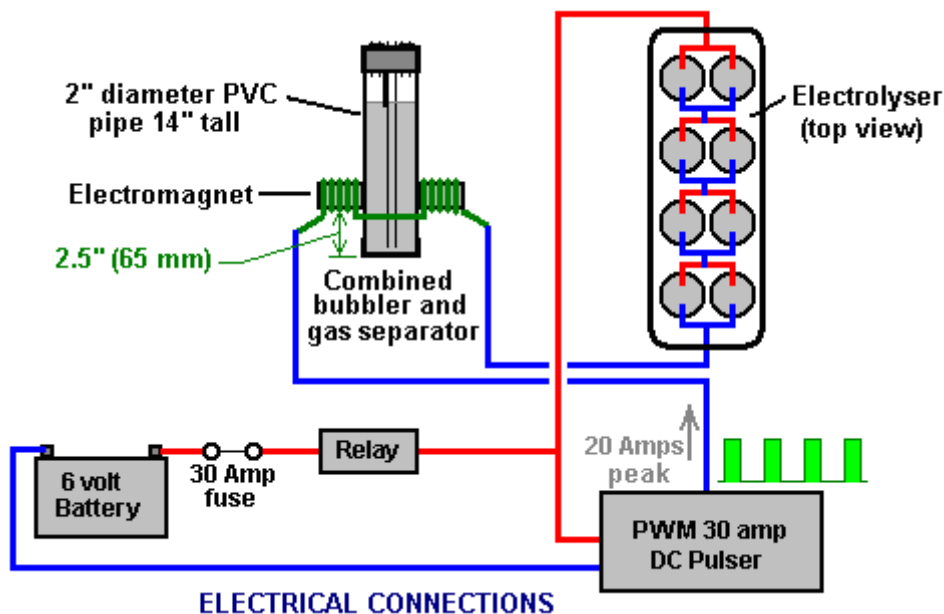 2" diameter PVC
pipe 14" tall
Electromagnet
2.5" (65 mm)
Combined
bubbler and
gas separator
Electrolyser
(top view)
6 volt
Battery
30 Amp
fuse
Relay
20 Amps
peak
PWM 30 amp
DC Pulser
ELECTRICAL CONNECTIONS